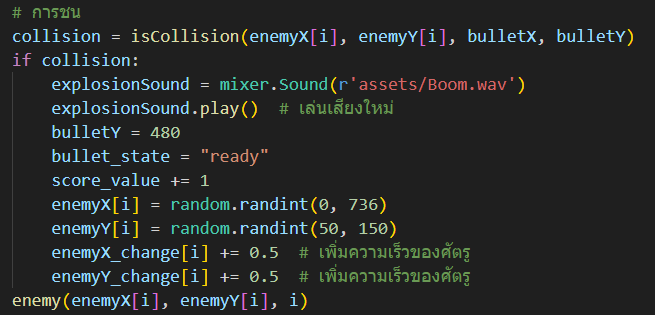 # การชน
collision = isCollision(enemyX[i], enemyY[i], bulletX, bulletY)
if collision:
    explosionSound = mixer.Sound(r'assets/Boom.wav')
    explosionSound.play()  # เล่นเสียงใหม่
    bulletY = 480
    bullet_state = "ready"
    score_value += 1
    enemyX[i] = random.randint(0, 736)
    enemyY[i] = random.randint(50, 150)
    enemyX_change[i] += 0.5  # เพิ่มความเร็วของศัตรู
    enemyY_change[i] += 0.5  # เพิ่มความเร็วของศัตรู
enemy(enemyX[i], enemyY[i], i)